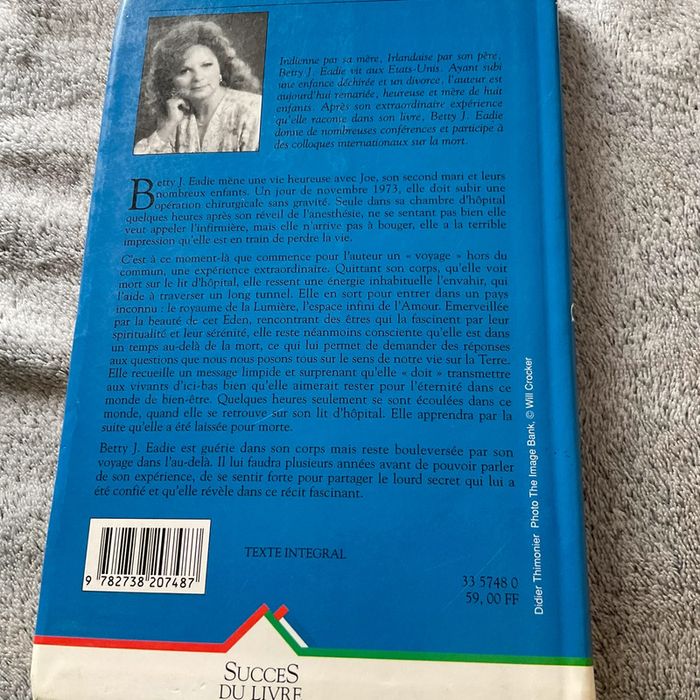 Indienne par sa mère, Irlandaise par son père,
Betty J. Eadie vit aux Etats-Unis. Ayant subi
une enfance déchirée et un divorce, l'auteur est
aujourd'hui remariée, heureuse et mère de huit
enfants. Après son extraordinaire expérience
qu'elle raconte dans son livre, Betty J. Eadie
donne de nombreuses conférences et participe à
des colloques internationaux sur la mort.
Betty J. Eadie mène une vie heureuse avec Joe, son second mari et leurs
nombreux enfants. Un jour de novembre 1973, elle doit subir une
opération chirurgicale sans gravité. Seule dans sa chambre d'hôpital
quelques heures après son réveil de l'anesthésie, ne se sentant pas bien elle
veut appeler l'infirmière, mais elle n'arrive pas à bouger, elle a la terrible
impression qu'elle est en train de perdre la vie.
C'est à ce moment-là que commence pour l'auteur un « voyage » hors du
commun, une expérience extraordinaire. Quittant son corps, qu'elle voit
mort sur le lit d'hôpital, elle ressent une énergie inhabituelle l'envahir, qui
l'aide à traverser un long tunnel. Elle en sort pour entrer dans un pays
inconnu : le royaume de la Lumière, l'espace infini de l'Amour. Emerveillée
par la beauté de cet Eden, rencontrant des êtres qui la fascinent par leur
spiritualité et leur sérénité, elle reste néanmoins consciente qu'elle est dans
un temps au-delà de la mort, ce qui lui permet de demander des réponses
aux questions que nous nous posons tous sur le sens de notre vie sur la Terre.
Elle recueille un message limpide et surprenant qu'elle « doit » transmettre
aux vivants d'ici-bas bien qu'elle aimerait rester pour l'éternité dans ce
monde de bien-être. Quelques heures seulement se sont écoulées dans ce
monde, quand elle se retrouve sur son lit d'hôpital. Elle apprendra par la
suite qu'elle a été laissée pour morte.
Betty J. Eadie est guérie dans son corps mais reste bouleversée par son
voyage dans l'au-delà. Il lui faudra plusieurs années avant de pouvoir parler
de son expérience, de se sentir forte pour partager le lourd secret qui lui a
été confié et qu'elle révèle dans ce récit fascinant.
Didier Thimonier Photo The Image Bank, © Will Crocker
9 782738 207487
TEXTE INTEGRAL
33 5748 0
59,00 FF
SUCCES
DU LIVRE